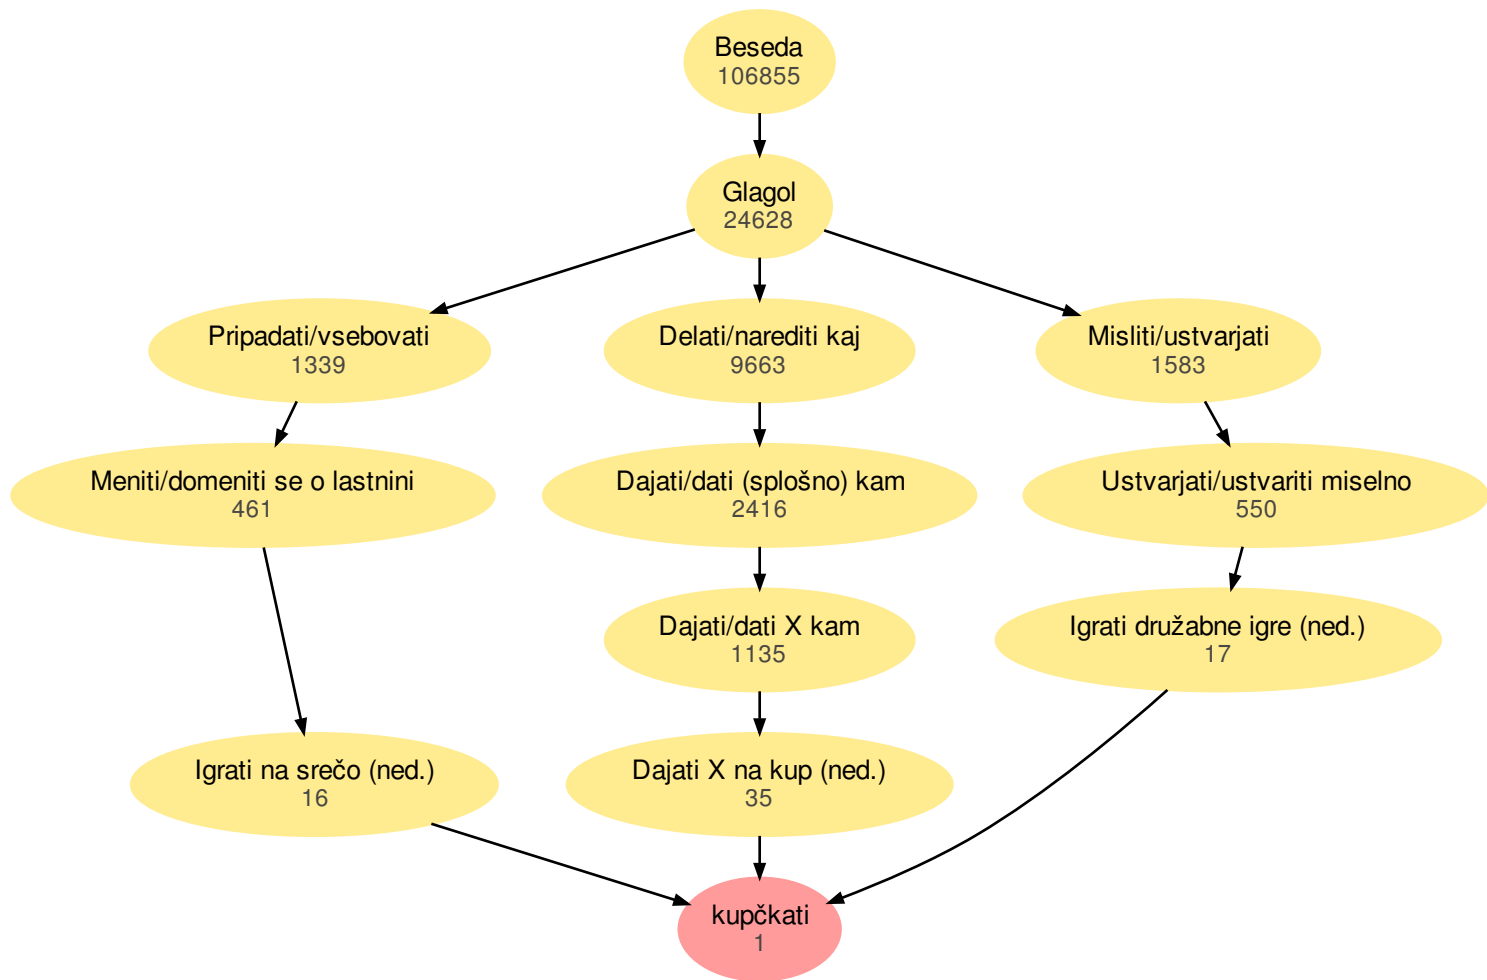 Beseda
106855
Glagol
24628
Pripadati/vsebovati
1339
Delati/narediti kaj
9663
Misliti/ustvarjati
1583
Meniti/domeniti se o lastnini
461
Dajati/dati (splošno) kam
2416
Ustvarjati/ustvariti miselno
550
Dajati/dati X kam
1135
Igrati družabne igre (ned.)
17
Igrati na srečo (ned.)
16
Dajati X na kup (ned.)
35
kupčkati
1